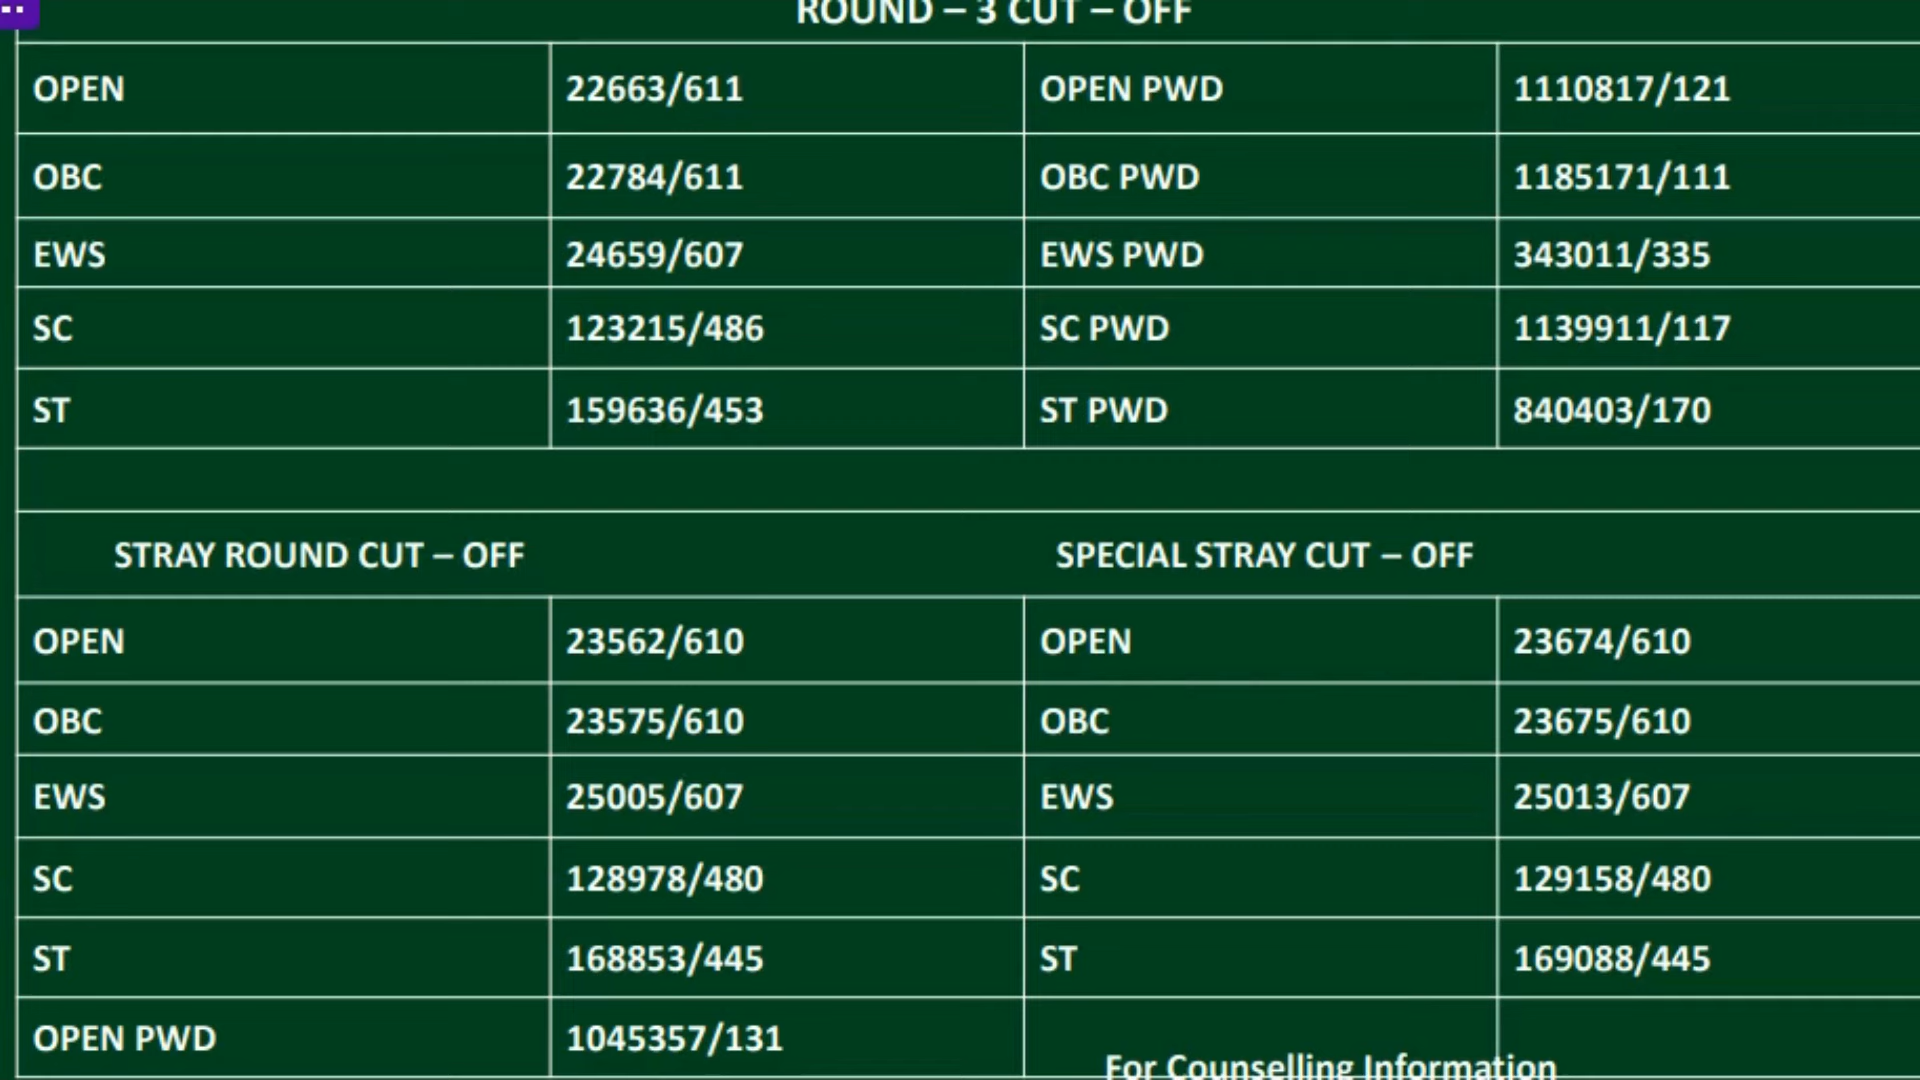 ROUND – 3 CUT – OFF
OPEN 22663/611 OPEN PWD 1110817/121
OBC 22784/611 OBC PWD 1185171/111
EWS 24659/607 EWS PWD 343011/335
SC 123215/486 SC PWD 1139911/117
ST 159636/453 ST PWD 840403/170
STRAY ROUND CUT – OFF SPECIAL STRAY CUT – OFF
OPEN 23562/610 OPEN 23674/610
OBC 23575/610 OBC 23675/610
EWS 25005/607 EWS 25013/607
SC 128978/480 SC 129158/480
ST 168853/445 ST 169088/445
OPEN PWD 1045357/131
For Counselling Information